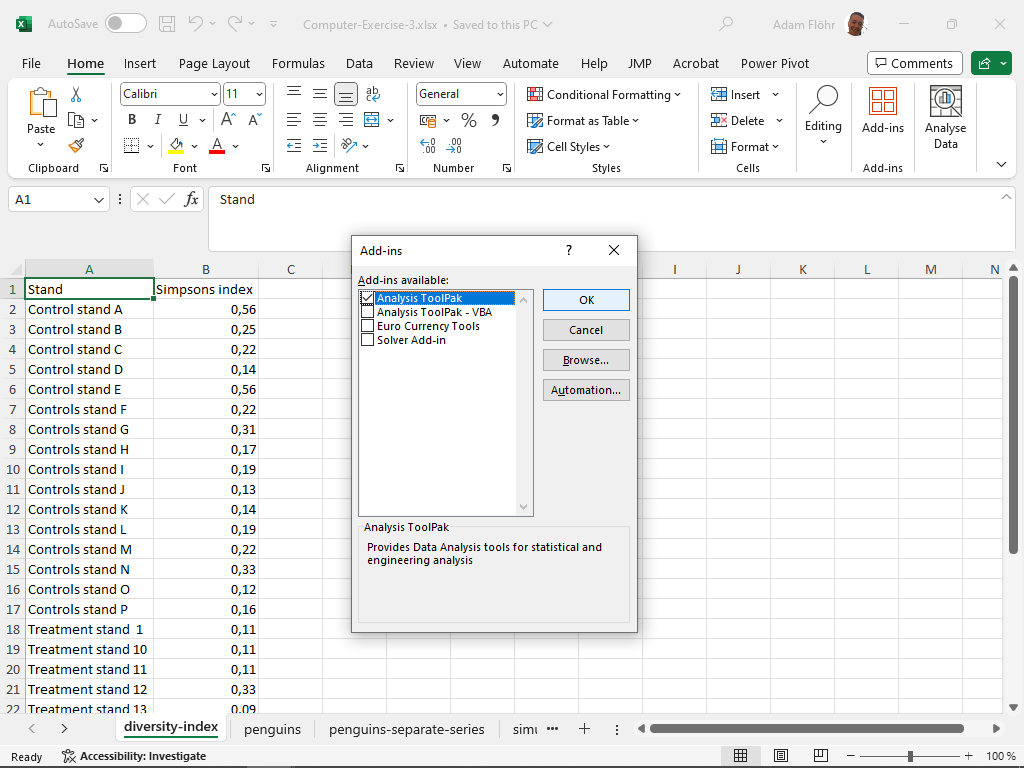 AutoSave Computer-Exercise-3.xlsx • Saved to this PC Adam Flöhr
File Home Insert Page Layout Formulas Data Review View Automate Help JMP Acrobat Power Pivot Comments
Paste
Clipboard
Calibri 11
B I U A A
Font
ab
Alignment
General
% ,
Number
Conditional Formatting
Format as Table
Cell Styles
Styles
Insert
Delete
Format
Cells
Editing
Add-ins
Add-ins
Analyse
Data
A1 fx Stand
A B C I J K L M N
1 Stand Simpsons index
2 Control stand A 0,56
3 Control stand B 0,25
4 Control stand C 0,22
5 Control stand D 0,14
6 Control stand E 0,56
7 Controls stand F 0,22
8 Controls stand G 0,31
9 Controls stand H 0,17
10 Controls stand I 0,19
11 Controls stand J 0,13
12 Controls stand K 0,14
13 Controls stand L 0,19
14 Controls stand M 0,22
15 Controls stand N 0,33
16 Controls stand O 0,12
17 Controls stand P 0,16
18 Treatment stand 1 0,11
19 Treatment stand 10 0,11
20 Treatment stand 11 0,11
21 Treatment stand 12 0,33
22 Treatment stand 13 0,09
Add-ins ?
Add-ins available:
Analysis ToolPak
Analysis ToolPak - VBA
Euro Currency Tools
Solver Add-in
OK
Cancel
Browse...
Automation...
Analysis ToolPak
Provides Data Analysis tools for statistical and
engineering analysis
diversity-index penguins penguins-separate-series simu ...
Ready Accessibility: Investigate 100 %